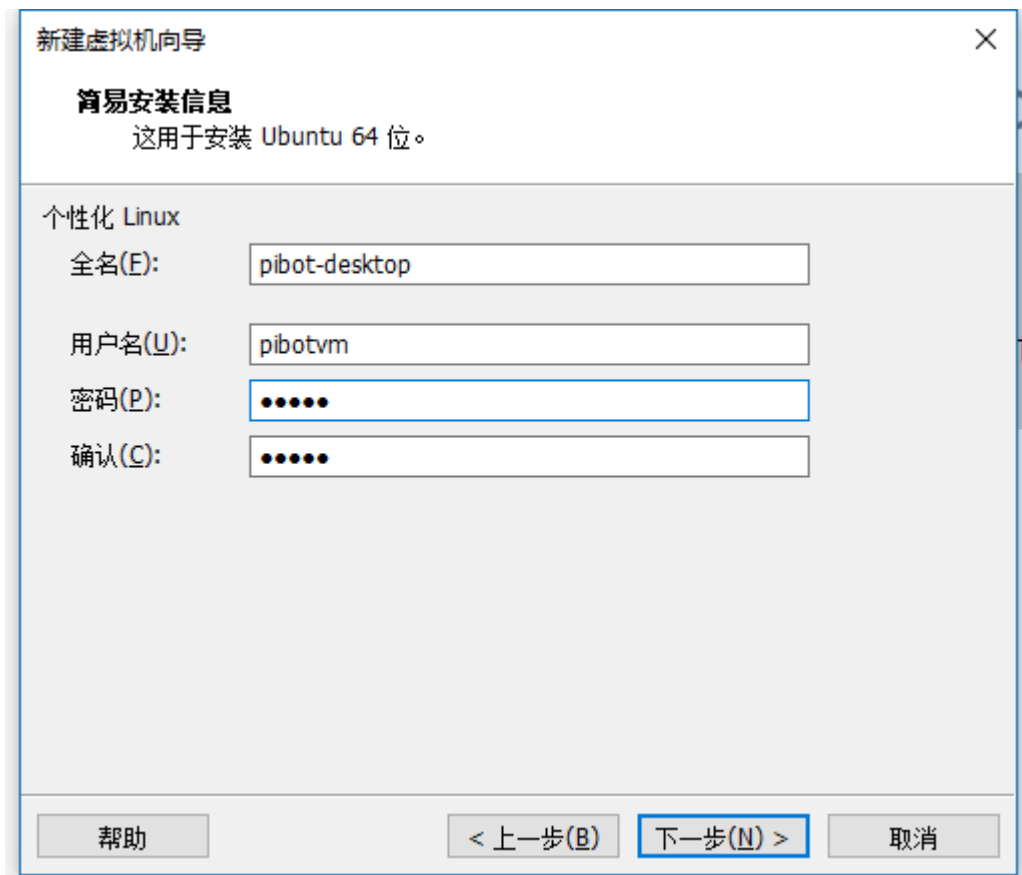 新建虚拟机向导
简易安装信息
这用于安装 Ubuntu 64 位。
个性化 Linux
全名(F): pibot-desktop
用户名(U): pibotvm
密码(P): ●●●●●
确认(C): ●●●●●
帮助 < 上一步(B) 下一步(N) > 取消